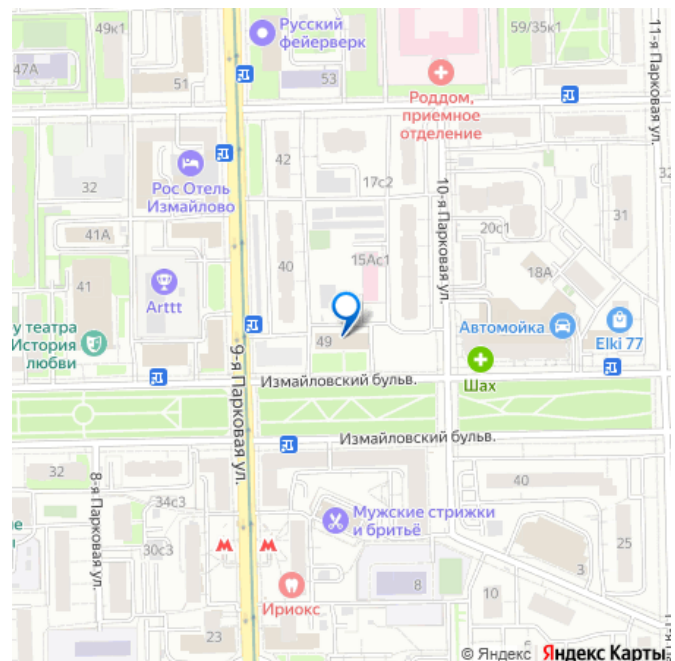 49к1
Русский
фейерверк
59/35к1
11-я Парковая ул.
47А
51
53
Роддом,
приёмное
отделение
42
32
Рос Отель
Измайлово
17с2
10-я Парковая ул.
32
31
41А
20с1
15Ас1
40
18А
41
Arttt
у театра
История
любви
49
Автомойка
Elki 77
9-я Парковая ул.
Измайловский бульв.
Шах
Измайловский бульв.
32
8-я Парковая ул.
34с3
40
Мужские стрижки
и бритьё
30с3
М
М
25
3
8
Ириокс
10
23
11-я
© Яндекс Яндекс Карты